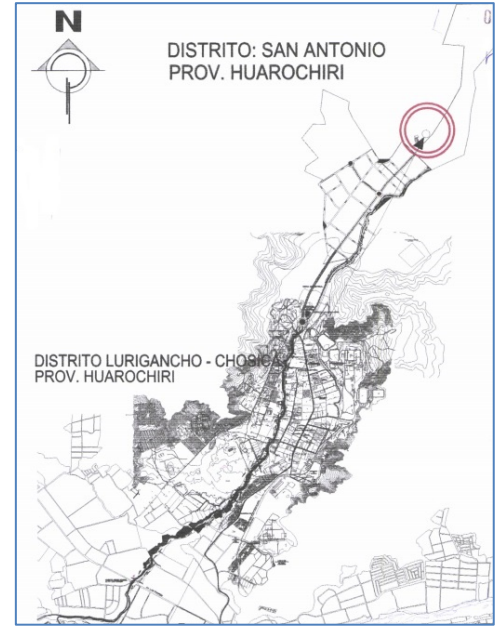 N
DISTRITO: SAN ANTONIO
PROV. HUAROCHIRI
DISTRITO LURIGANCHO - CHOSICA
PROV. HUAROCHIRI